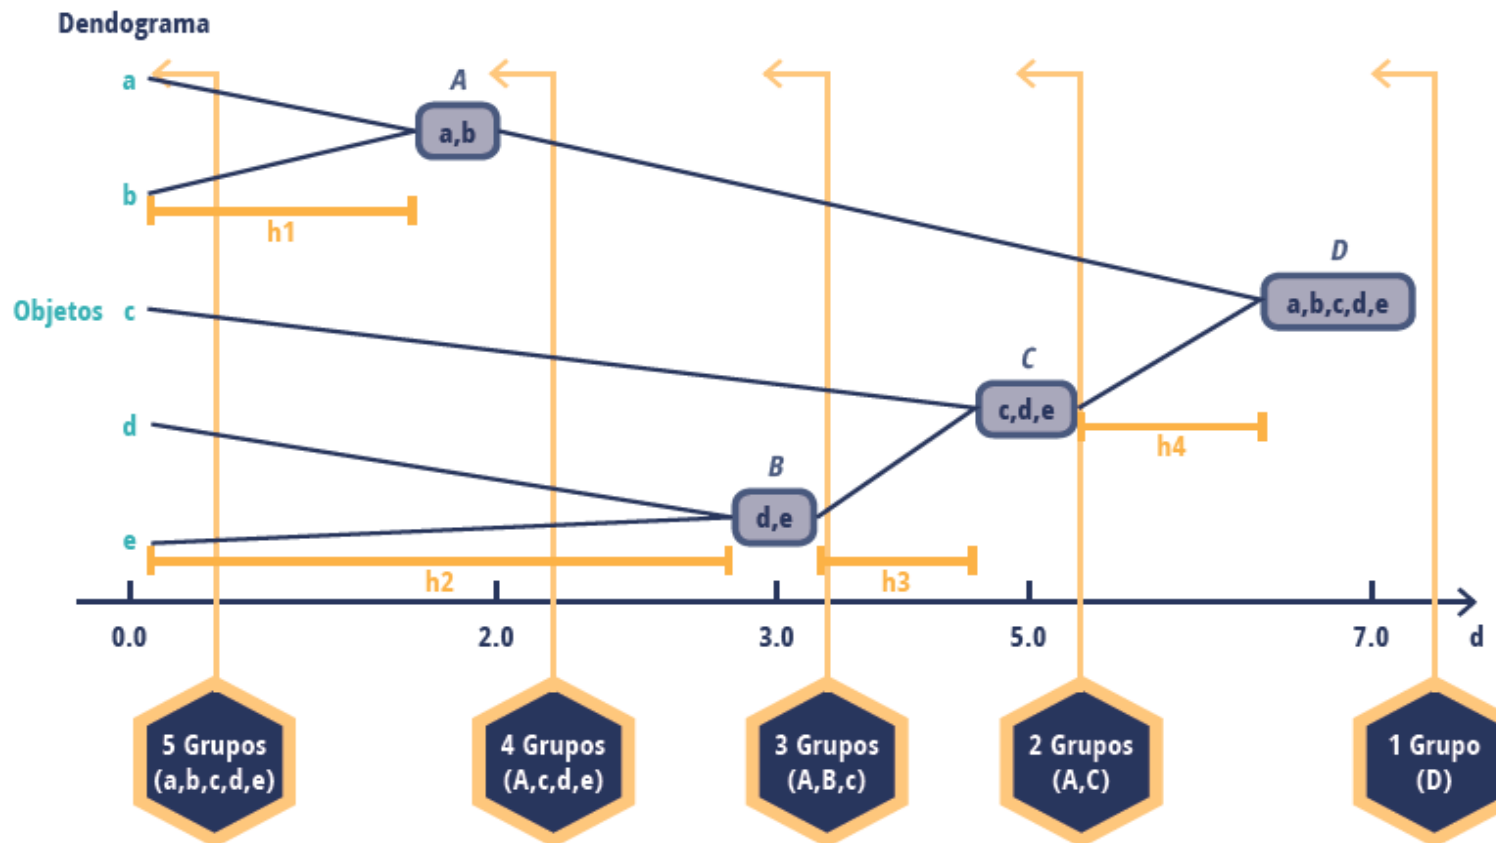 Dendograma
a
A
a,b
b
h1
D
a,b,c,d,e
Objetos c
C
c,d,e
d
h4
B
d,e
e
h2
h3
0.0 2.0 3.0 5.0 7.0 d
5 Grupos
(a,b,c,d,e)
4 Grupos
(A,c,d,e)
3 Grupos
(A,B,c)
2 Grupos
(A,C)
1 Grupo
(D)